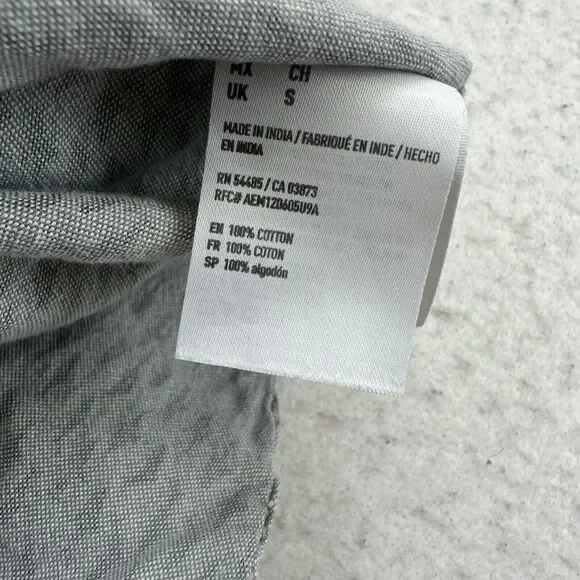 MX CH
UK S
MADE IN INDIA / FABRIQUÉ EN INDE / HECHO
EN INDIA
RN 54485 / CA 03873
RFC# AEM120605U9A
EN 100% COTTON
FR 100% COTON
SP 100% algodón